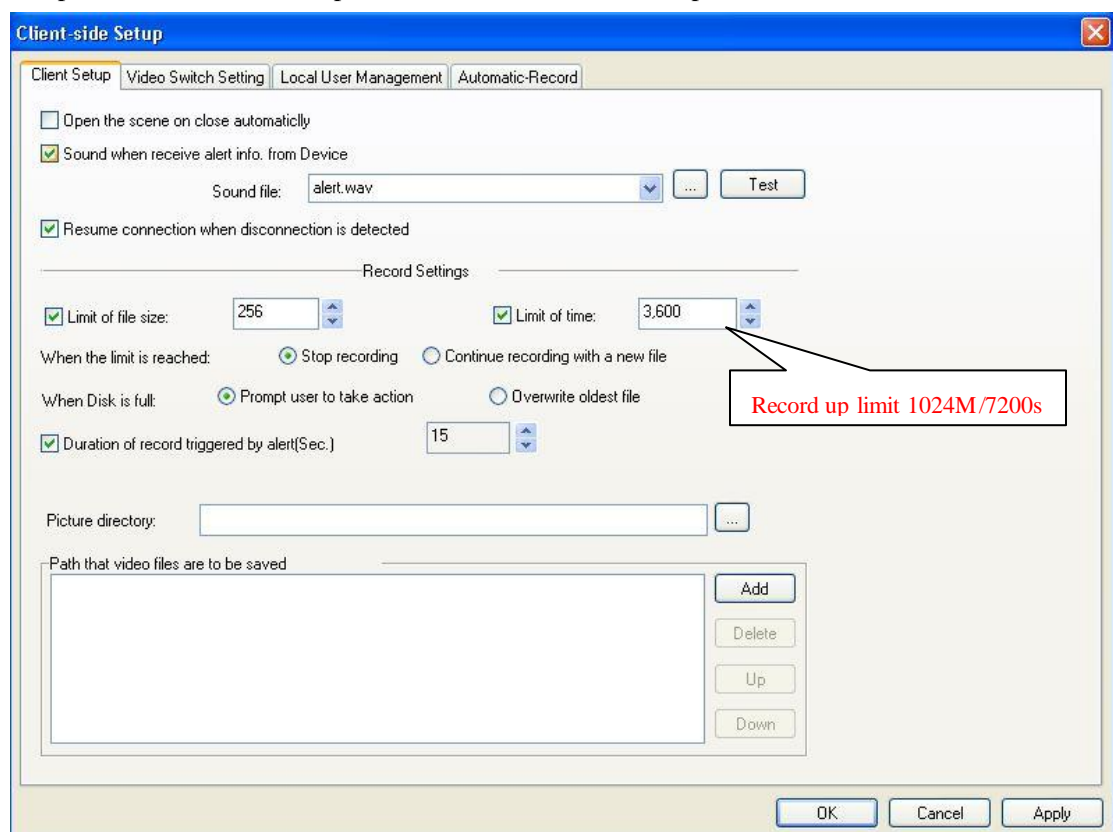 Client-side Setup
Client Setup Video Switch Setting Local User Management Automatic-Record
Open the scene on close automaticlly
Sound when receive alert info. from Device
Sound file: alert.wav ... Test
Resume connection when disconnection is detected
Record Settings
Limit of file size: 256 Limit of time: 3,600
When the limit is reached: Stop recording Continue recording with a new file
When Disk is full: Prompt user to take action Overwrite oldest file
Record up limit 1024M/7200s
Duration of record triggered by alert(Sec.) 15
Picture directory: ...
Path that video files are to be saved
Add
Delete
Up
Down
OK Cancel Apply